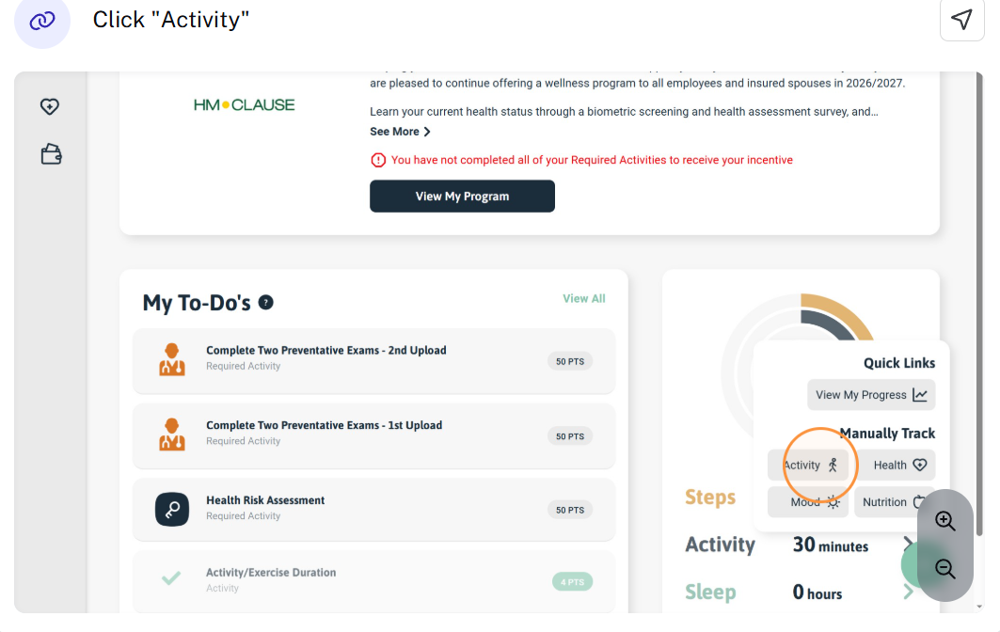 Click "Activity"
are pleased to continue offering a wellness program to all employees and insured spouses in 2026/2027.
HM CLAUSE
Learn your current health status through a biometric screening and health assessment survey, and…
See More
You have not completed all of your Required Activities to receive your incentive
View My Program
My To-Do's ?
View All
Complete Two Preventative Exams - 2nd Upload
Required Activity
50 PTS
Complete Two Preventative Exams - 1st Upload
Required Activity
50 PTS
Health Risk Assessment
Required Activity
50 PTS
Activity/Exercise Duration
Activity
4 PTS
Quick Links
View My Progress
Manually Track
Activity
Health
Mood
Nutrition
Steps
Activity
30 minutes
Sleep
0 hours